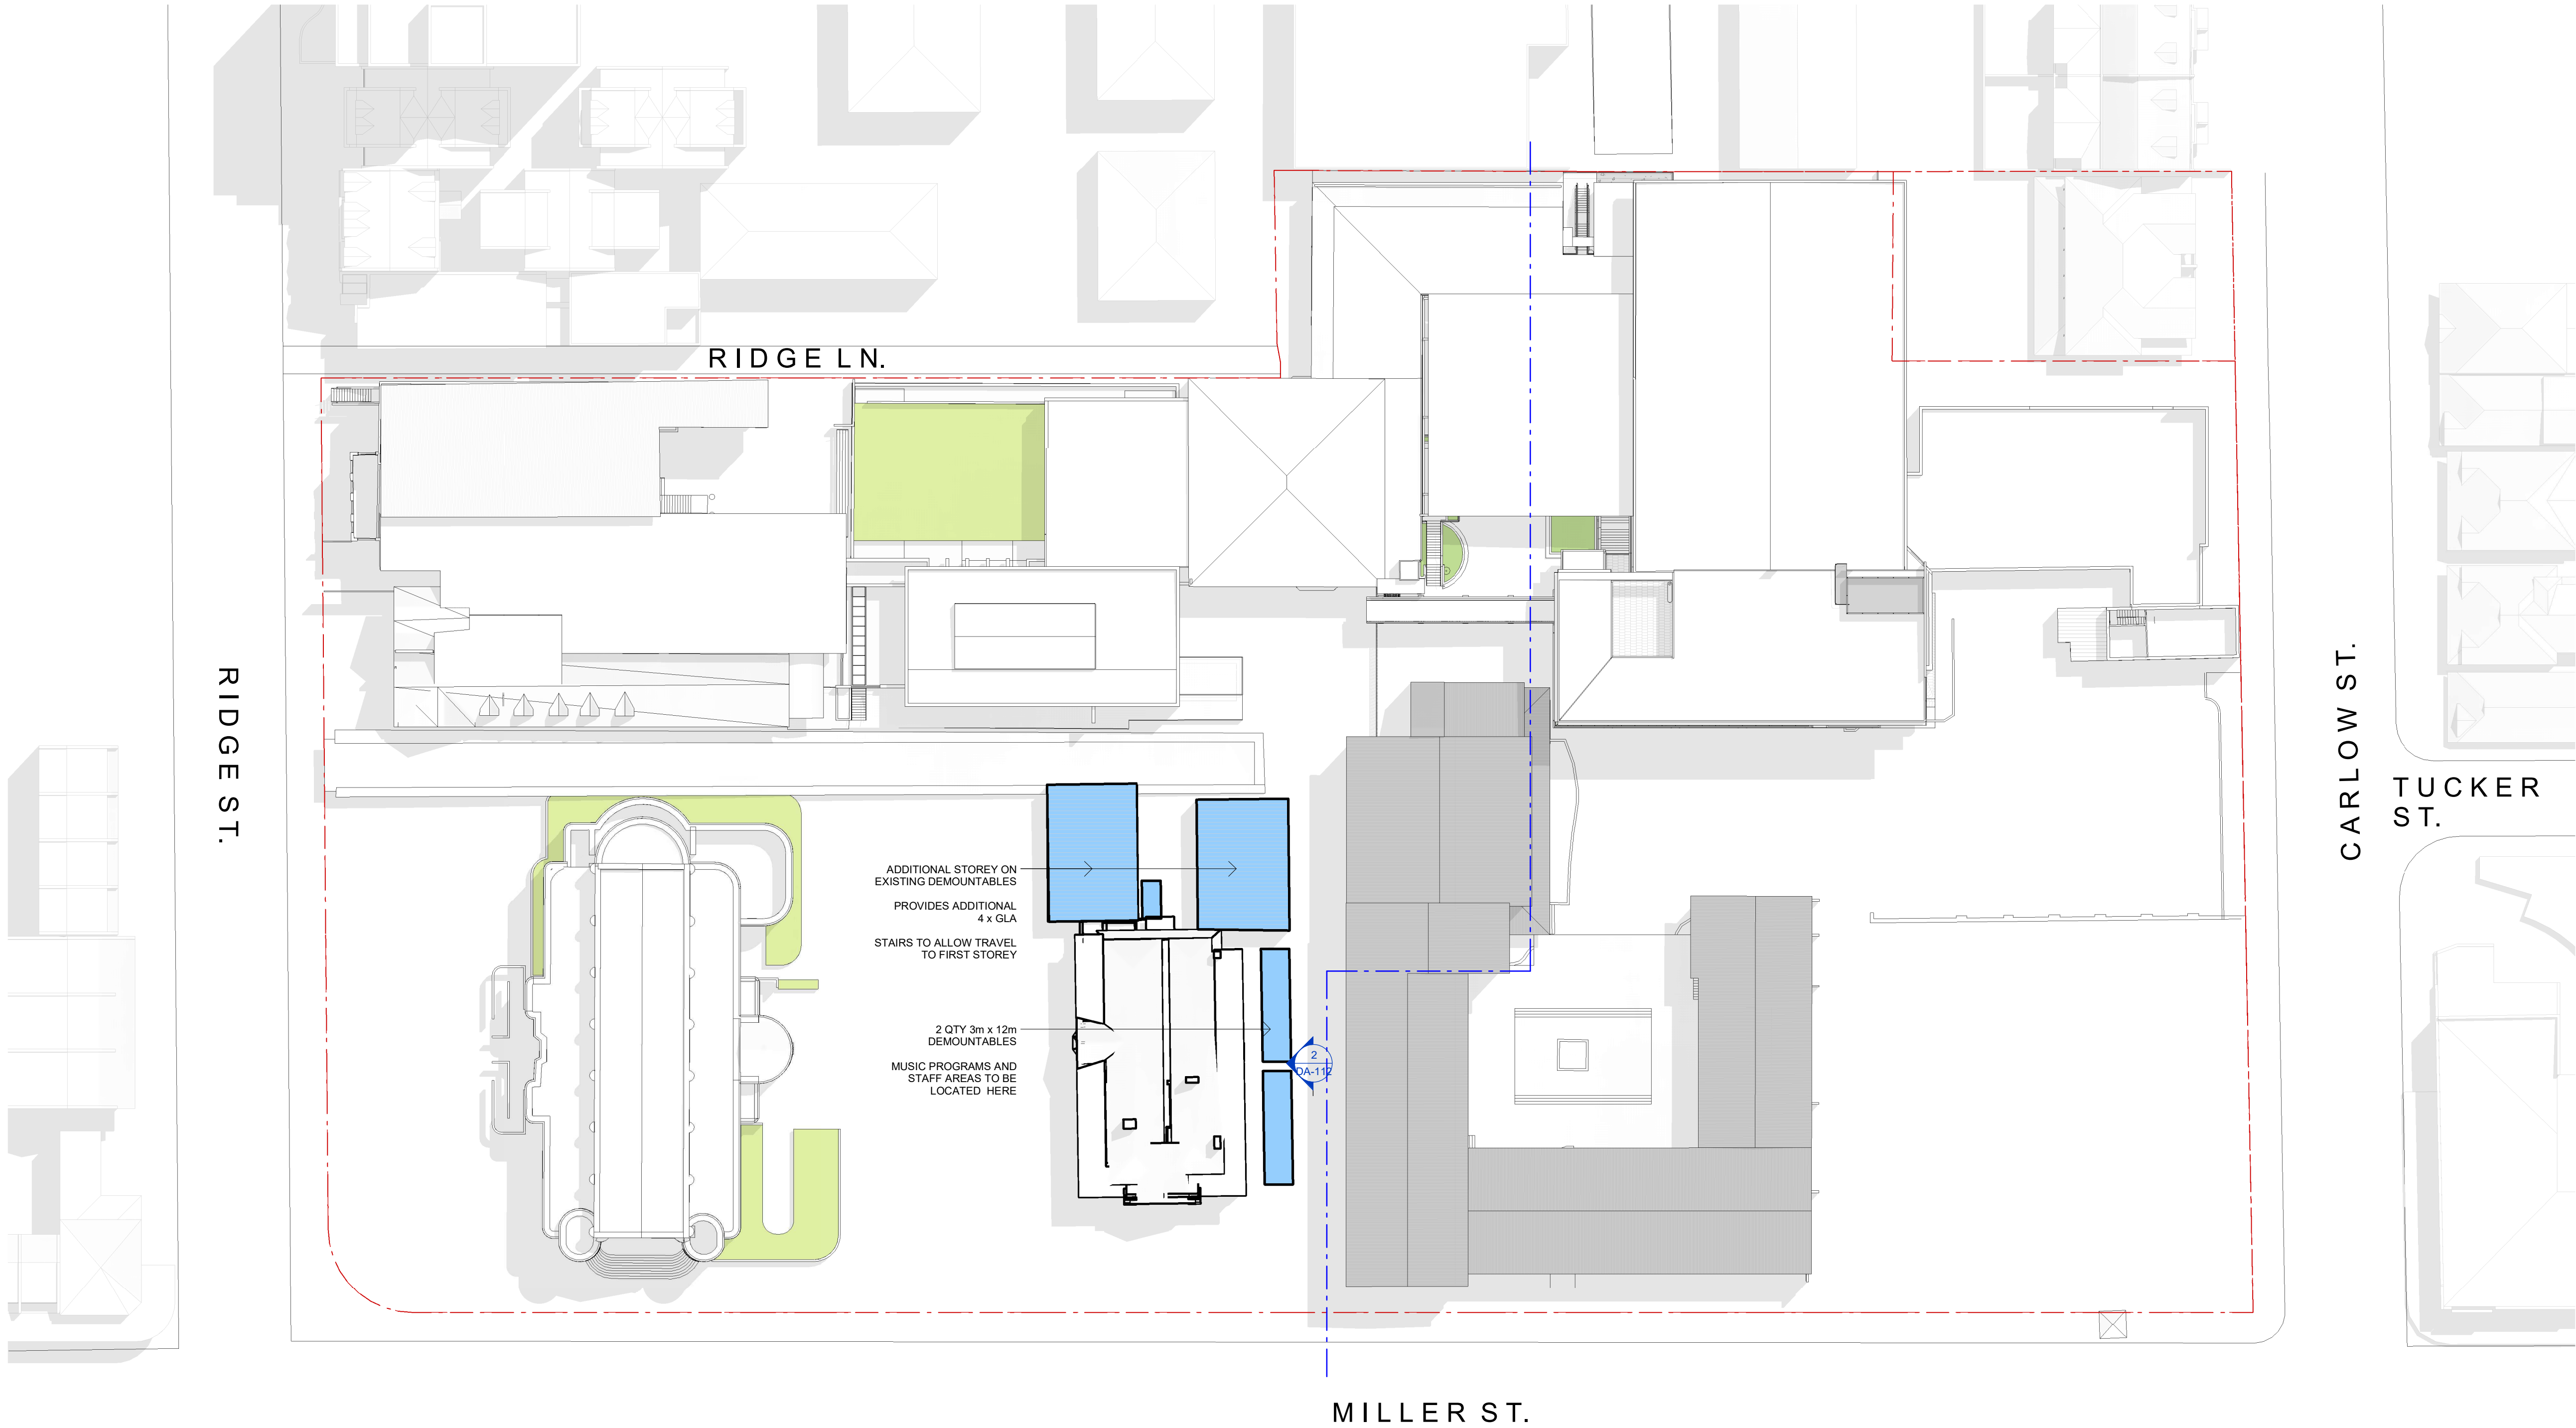 RIDGE LN.
RIDGE ST.
CARLOW ST.
TUCKER
ST.
ADDITIONAL STOREY ON
EXISTING DEMOUNTABLES
PROVIDES ADDITIONAL
4 x GLA
STAIRS TO ALLOW TRAVEL
TO FIRST STOREY
2 QTY 3m x 12m
DEMOUNTABLES
MUSIC PROGRAMS AND
STAFF AREAS TO BE
LOCATED HERE
2
DA-112
MILLER ST.